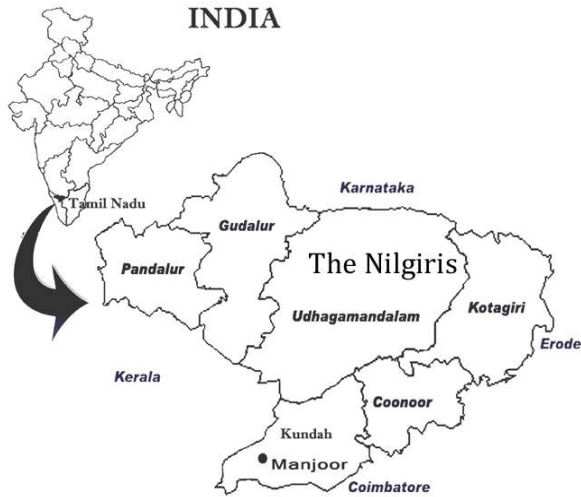 INDIA
Tamil Nadu
Karnataka
Gudalur
The Nilgiris
Pandalur
Kotagiri
Udhagamandalam
Erode
Kerala
Coonoor
Kundah
Manjoor
Coimbatore